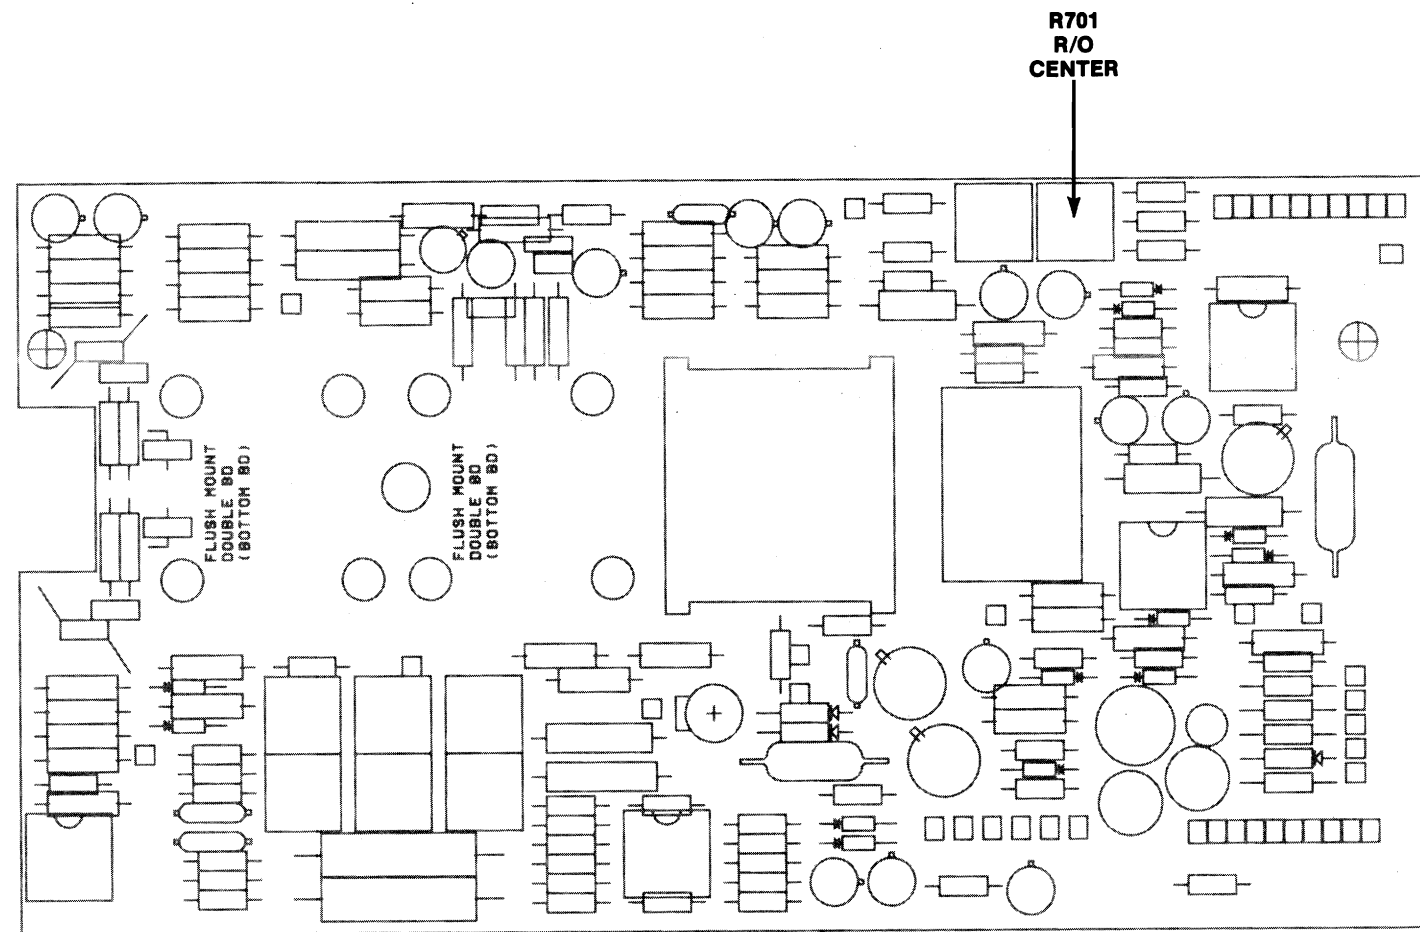 R701
R/O
CENTER
FLUSH MOUNT
DOUBLE BD
(BOTTOM BD)
FLUSH MOUNT
DOUBLE BD
(BOTTOM BD)